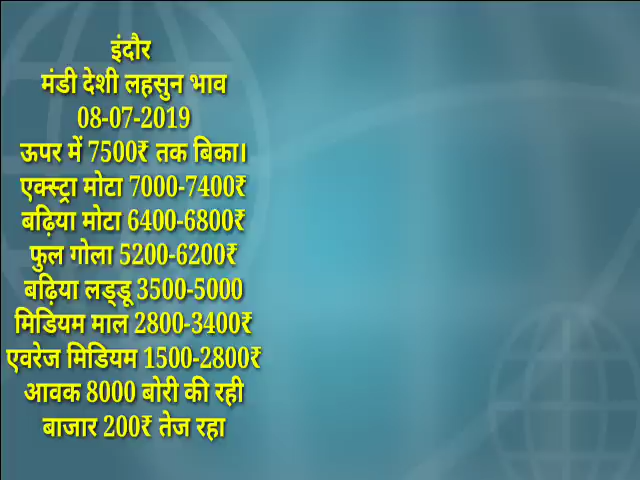 इंदौर
मंडी देशी लहसुन भाव
08-07-2019
ऊपर में 7500₹ तक बिका।
एक्स्ट्रा मोटा 7000-7400₹
बढ़िया मोटा 6400-6800₹
फुल गोला 5200-6200₹
बढ़िया लड्डू 3500-5000
मिडियम माल 2800-3400₹
एवरेज मिडियम 1500-2800₹
आवक 8000 बोरी की रही
बाजार 200₹ तेज रहा